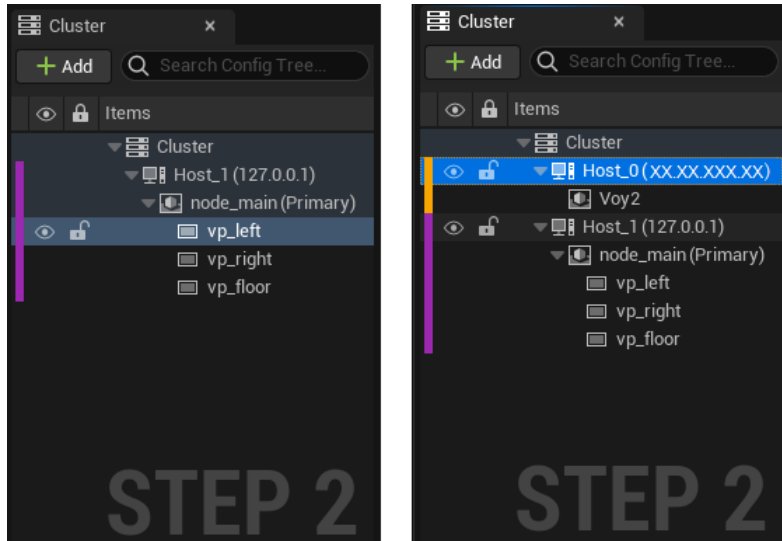 Cluster ×
+ Add Search Config Tree...
Items
Cluster
Host_1 (127.0.0.1)
node_main (Primary)
vp_left
vp_right
vp_floor
STEP 2
Cluster ×
+ Add Search Config Tree...
Items
Cluster
Host_0 (XX.XX.XXX.XX)
Voy2
Host_1 (127.0.0.1)
node_main (Primary)
vp_left
vp_right
vp_floor
STEP 2